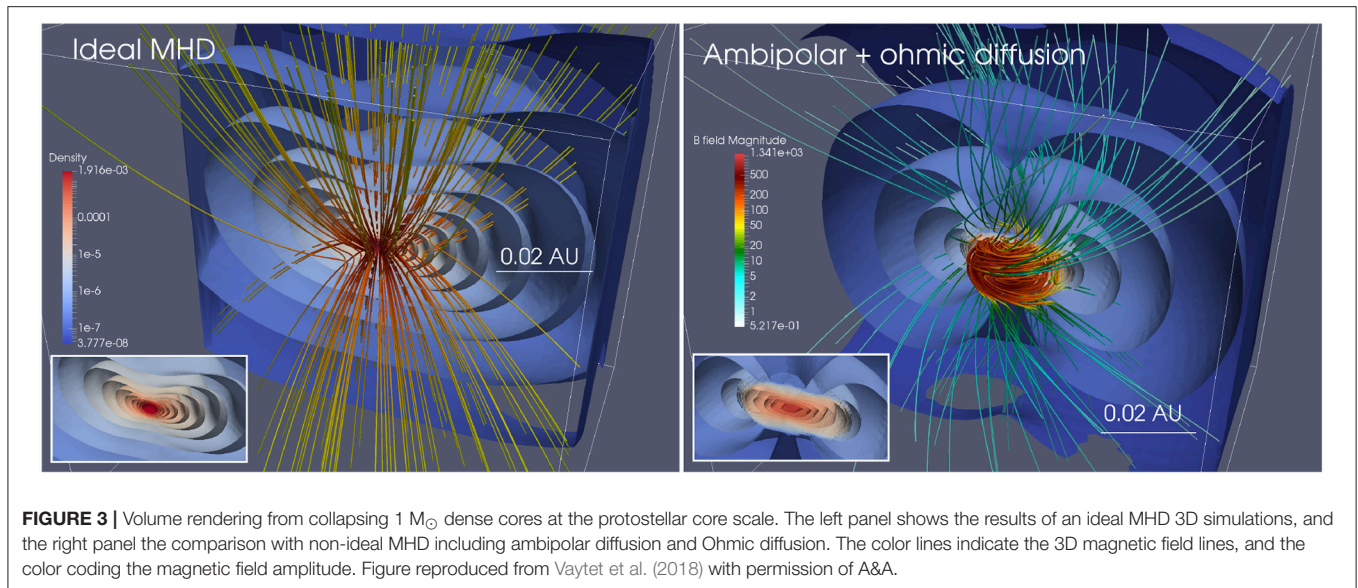 Ideal MHD
Density
1.916e-03
0.0001
1e-5
1e-6
1e-7
3.777e-08
0.02 AU
Ambipolar + ohmic diffusion
B field Magnitude
1.341e+03
500
200
100
50
20
10
5
2
1
5.217e-01
0.02 AU
FIGURE 3 | Volume rendering from collapsing 1 M⊙ dense cores at the protostellar core scale. The left panel shows the results of an ideal MHD 3D simulations, and
the right panel the comparison with non-ideal MHD including ambipolar diffusion and Ohmic diffusion. The color lines indicate the 3D magnetic field lines, and the
color coding the magnetic field amplitude. Figure reproduced from Vaytet et al. (2018) with permission of A&A.